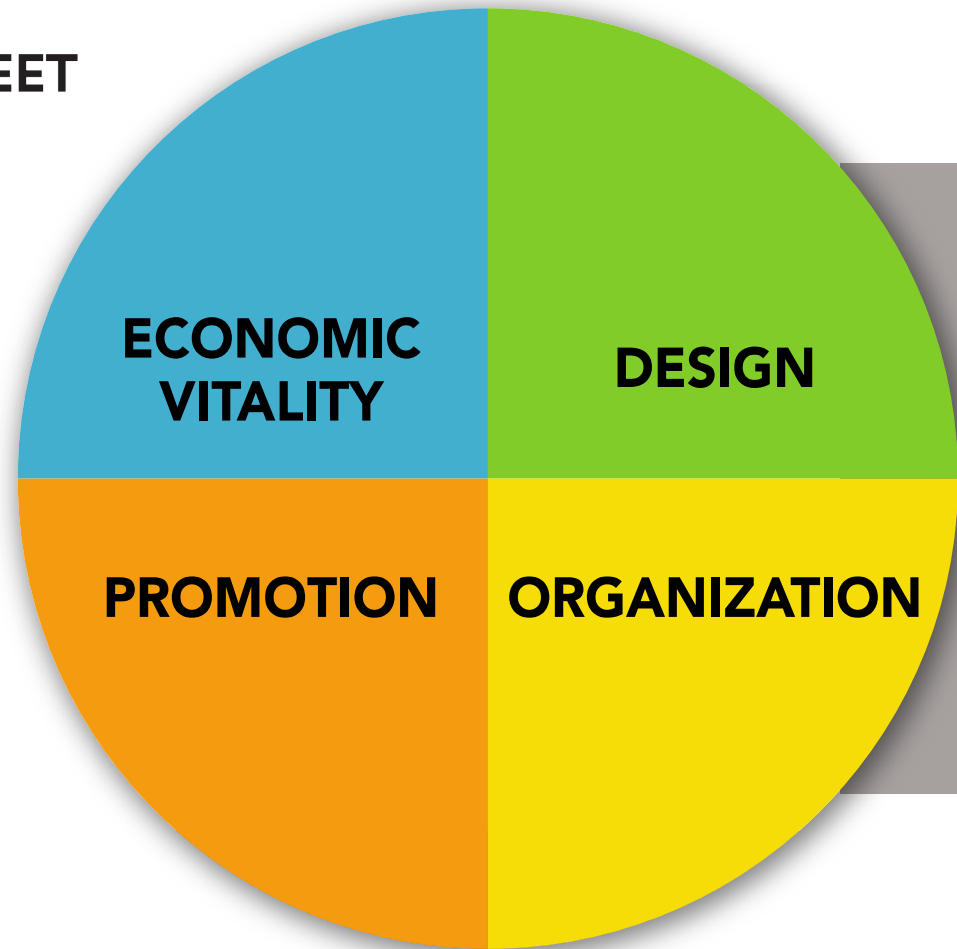 EET
ECONOMIC
VITALITY
DESIGN
PROMOTION
ORGANIZATION